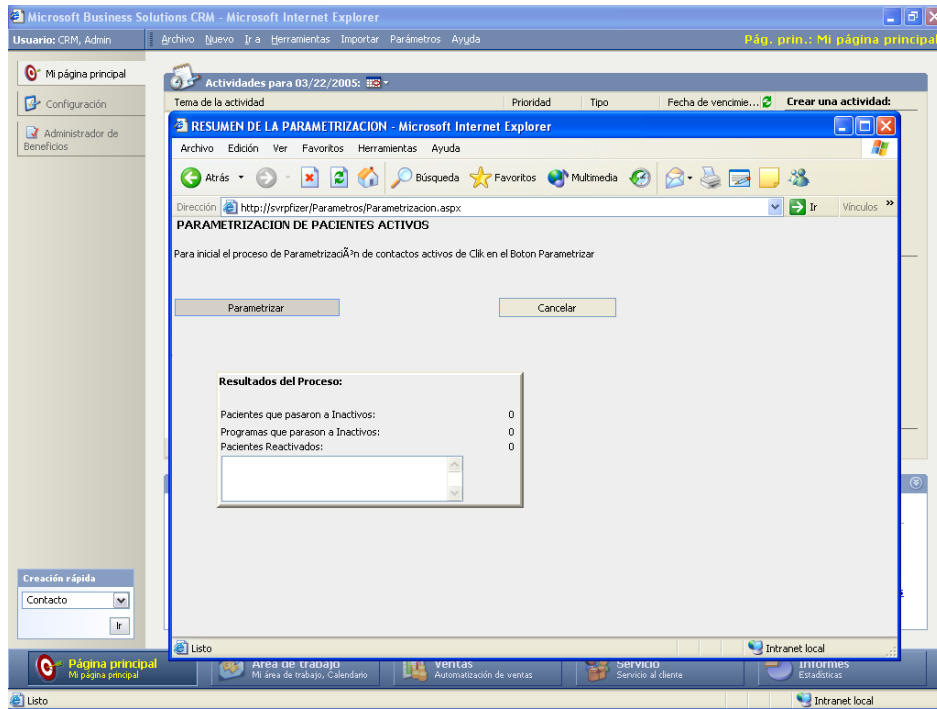 Microsoft Business Solutions CRM - Microsoft Internet Explorer
Usuario: CRM, Admin
Archivo Nuevo Ir a Herramientas Importar Parámetros Ayuda
Pág. prin.: Mi página principal
Mi página principal
Configuración
Administrador de
Beneficios
Actividades para 03/22/2005:
Tema de la actividad Prioridad Tipo Fecha de vencimie... Crear una actividad:
RESUMEN DE LA PARAMETRIZACION - Microsoft Internet Explorer
Archivo Edición Ver Favoritos Herramientas Ayuda
Atrás Búsqueda Favoritos Multimedia
Dirección http://svrpfizer/Parametros/Parametrizacion.aspx Ir Vínculos »
PARAMETRIZACION DE PACIENTES ACTIVOS
Para inicial el proceso de ParametrizaciÃ³n de contactos activos de Clik en el Boton Parametrizar
Parametrizar Cancelar
Resultados del Proceso:
Pacientes que pasaron a Inactivos: 0
Programas que parason a Inactivos: 0
Pacientes Reactivados: 0
Listo Intranet local
Creación rápida
Contacto
Ir
Página principal
Mi página principal
Área de trabajo
Mi área de trabajo, Calendario
Ventas
Automatización de ventas
Servicio
Servicio al cliente
Informes
Estadísticas
Listo Intranet local